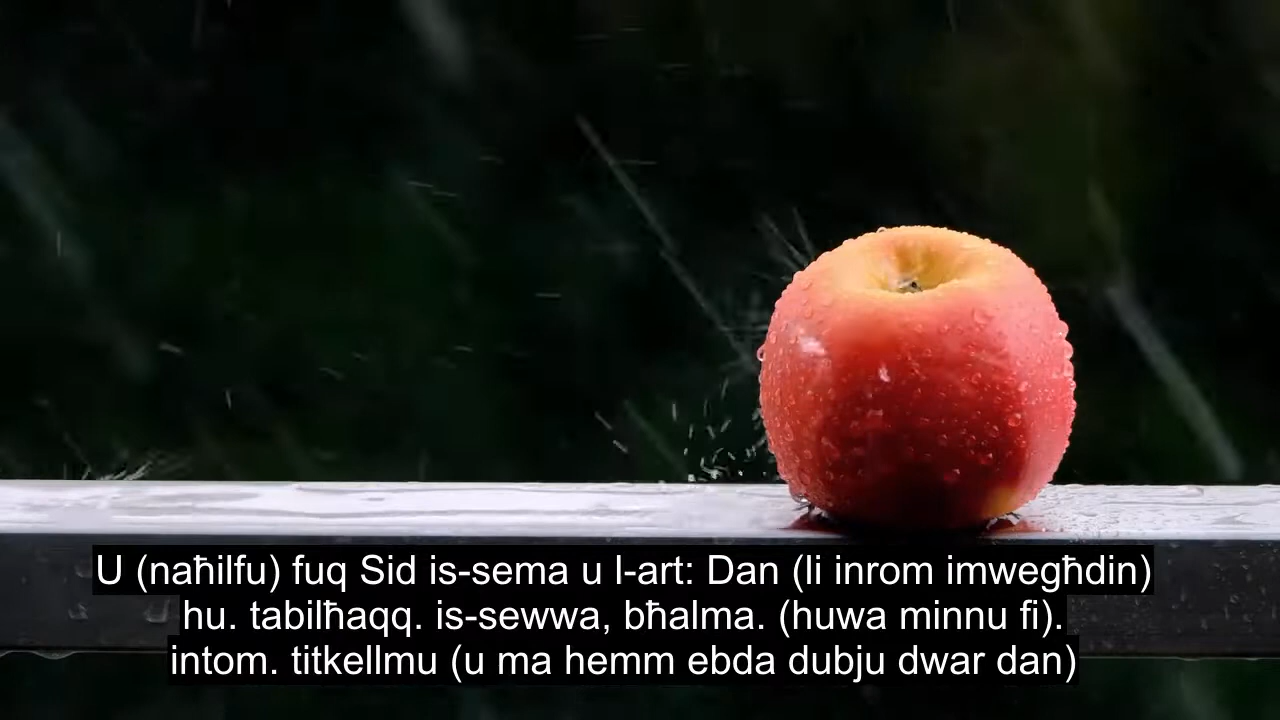 U (naħilfu) fuq Sid is-sema u l-art: Dan (li inrom imwegħdin)
hu. tabilħaqq. is-sewwa, bħalma. (huwa minnu fi).
intom. titkellmu (u ma hemm ebda dubju dwar dan)